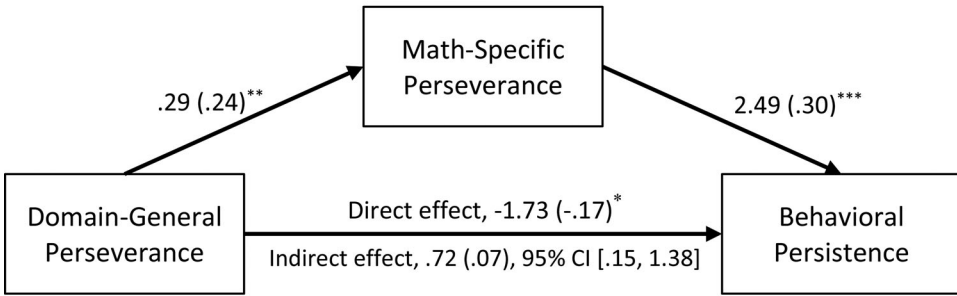 Math-Specific
Perseverance
.29 (.24)**
2.49 (.30)***
Domain-General
Perseverance
Direct effect, -1.73 (-.17)*
Indirect effect, .72 (.07), 95% CI [.15, 1.38]
Behavioral
Persistence